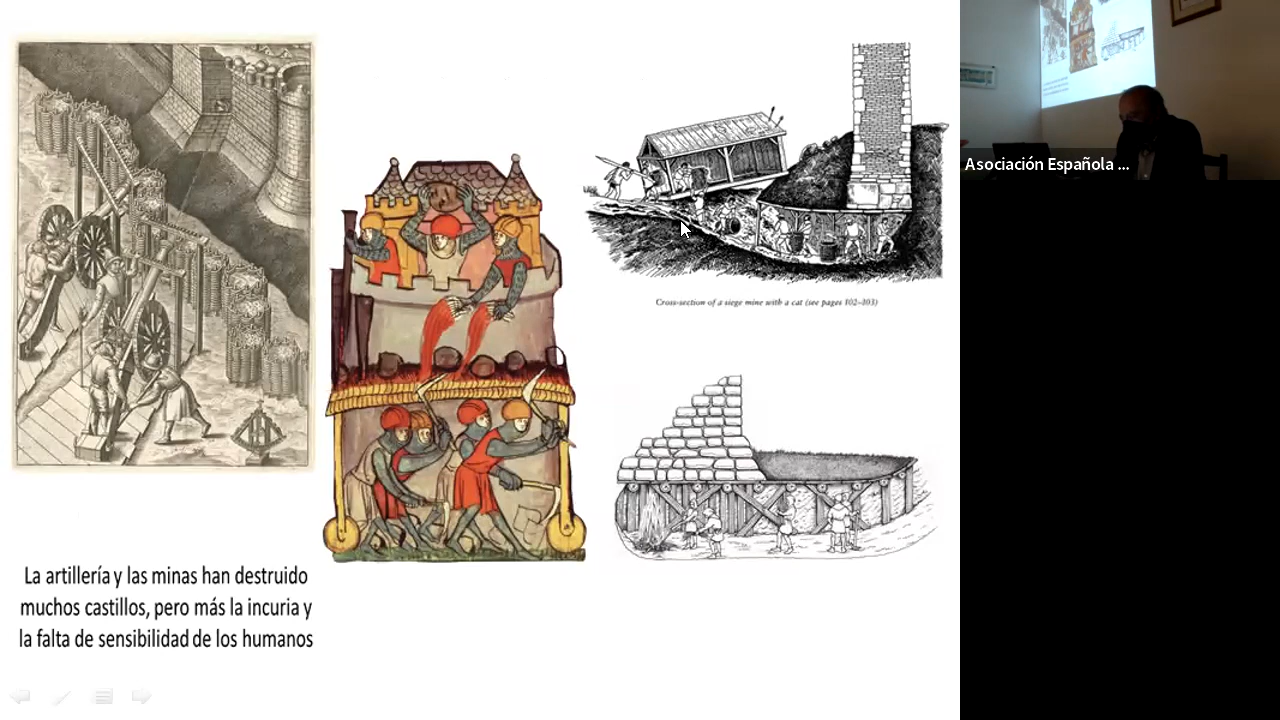 Asociación Española ...
Cross-section of a siege mine with a cat (see pages 102–103)
La artillería y las minas han destruido
muchos castillos, pero más la incuria y
la falta de sensibilidad de los humanos